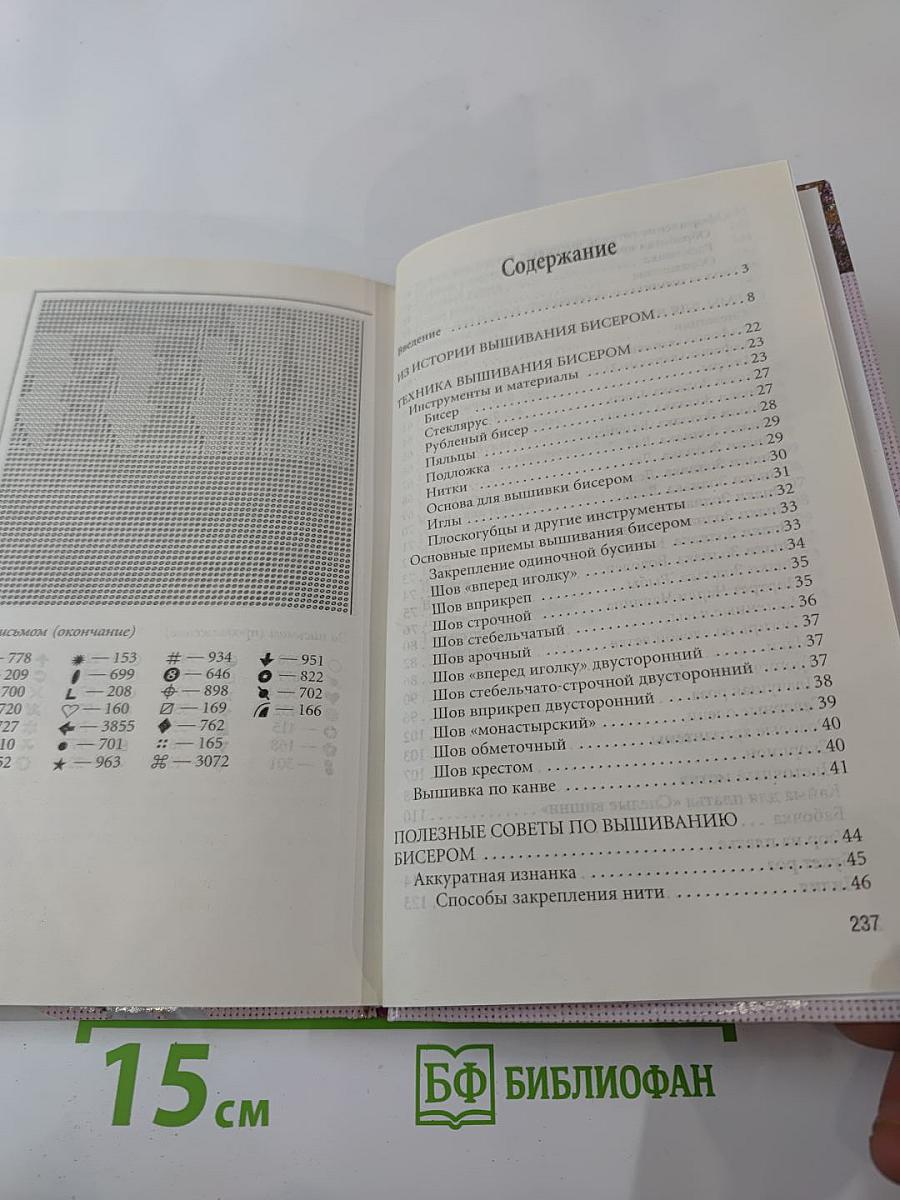 исьмом (окончание)
— 778 — 153 # — 934 — 951
209 — 699 — 646 — 822
700 — 208 — 898 — 702
720 — 160 — 169 — 166
727 — 3855 — 762
10 — 701 — 165
52 ★ — 963 ⌘ — 3072
Содержание
Введение 3
ИЗ ИСТОРИИ ВЫШИВАНИЯ БИСЕРОМ 8
ТЕХНИКА ВЫШИВАНИЯ БИСЕРОМ 22
Инструменты и материалы 23
Бисер 23
Стеклярус 27
Рубленый бисер 27
Пяльцы 28
Подложка 29
Нитки 29
Основа для вышивки бисером 30
Иглы 31
Плоскогубцы и другие инструменты 32
Основные приемы вышивания бисером 33
Закрепление одиночной бусины 33
Шов «вперед иголку» 34
Шов вприкреп 35
Шов строчной 35
Шов стебельчатый 36
Шов арочный 37
Шов «вперед иголку» двусторонний 37
Шов стебельчато-строчной двусторонний 37
Шов вприкреп двусторонний 38
Шов «монастырский» 39
Шов обметочный 40
Шов крестом 40
Вышивка по канве 41
ПОЛЕЗНЫЕ СОВЕТЫ ПО ВЫШИВАНИЮ
БИСЕРОМ 44
Аккуратная изнанка 45
Способы закрепления нити 46
237
15 см
БФ БИБЛИОФАН